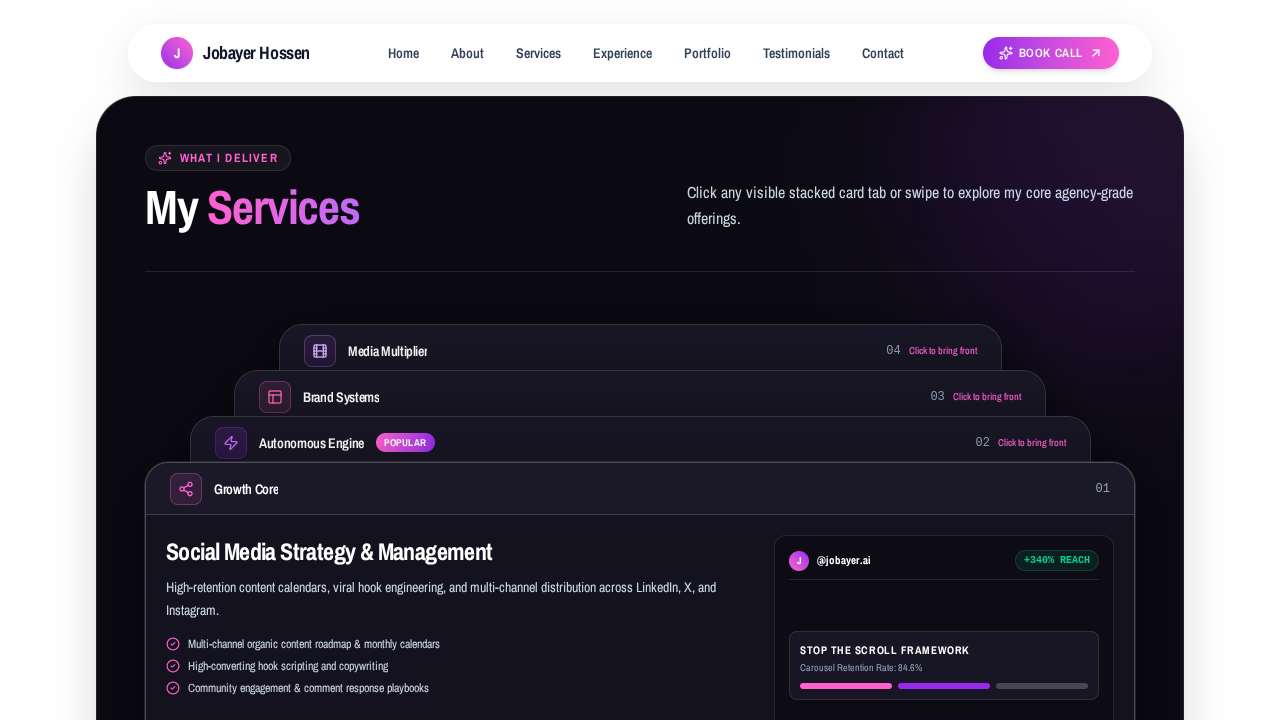 J Jobayer Hossen Home About Services Experience Portfolio Testimonials Contact BOOK CALL
WHAT I DELIVER
My Services
Click any visible stacked card tab or swipe to explore my core agency-grade
offerings.
Media Multiplier 04 Click to bring front
Brand Systems 03 Click to bring front
Autonomous Engine POPULAR 02 Click to bring front
Growth Core 01
Social Media Strategy & Management
High-retention content calendars, viral hook engineering, and multi-channel distribution across LinkedIn, X, and
Instagram.
Multi-channel organic content roadmap & monthly calendars
High-converting hook scripting and copywriting
Community engagement & comment response playbooks
J @jobayer.ai +340% REACH
STOP THE SCROLL FRAMEWORK
Carousel Retention Rate: 84.6%